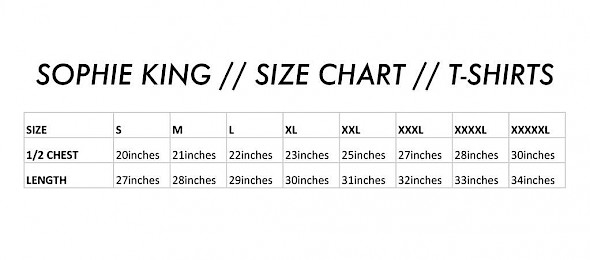 SOPHIE KING // SIZE CHART // T-SHIRTS
SIZE S M L XL XXL XXXL XXXXL XXXXXL
1/2 CHEST 20inches 21inches 22inches 23inches 25inches 27inches 28inches 30inches
LENGTH 27inches 28inches 29inches 30inches 31inches 32inches 33inches 34inches